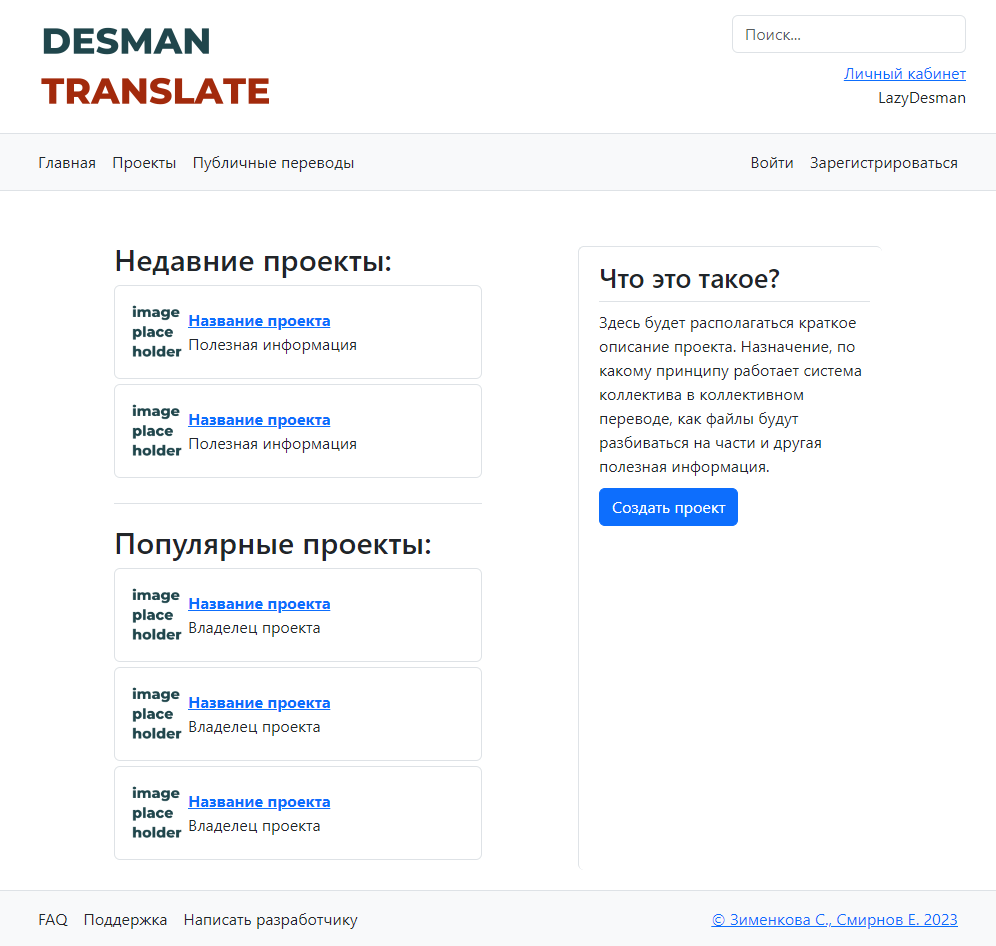 DESMAN
TRANSLATE
Поиск...
Личный кабинет
LazyDesman
Главная Проекты Публичные переводы
Войти Зарегистрироваться
Недавние проекты:
image
place
holder
Название проекта
Полезная информация
image
place
holder
Название проекта
Полезная информация
Популярные проекты:
image
place
holder
Название проекта
Владелец проекта
image
place
holder
Название проекта
Владелец проекта
image
place
holder
Название проекта
Владелец проекта
Что это такое?
Здесь будет располагаться краткое
описание проекта. Назначение, по
какому принципу работает система
коллектива в коллективном
переводе, как файлы будут
разбиваться на части и другая
полезная информация.
Создать проект
FAQ Поддержка Написать разработчику
© Зименкова С., Смирнов Е. 2023